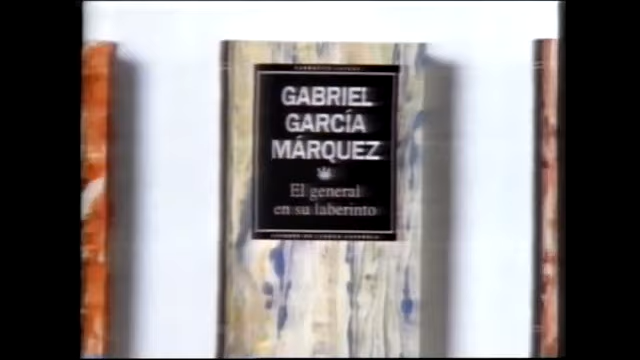 GABRIEL
GARCÍA
MÁRQUEZ
El general
en su laberinto